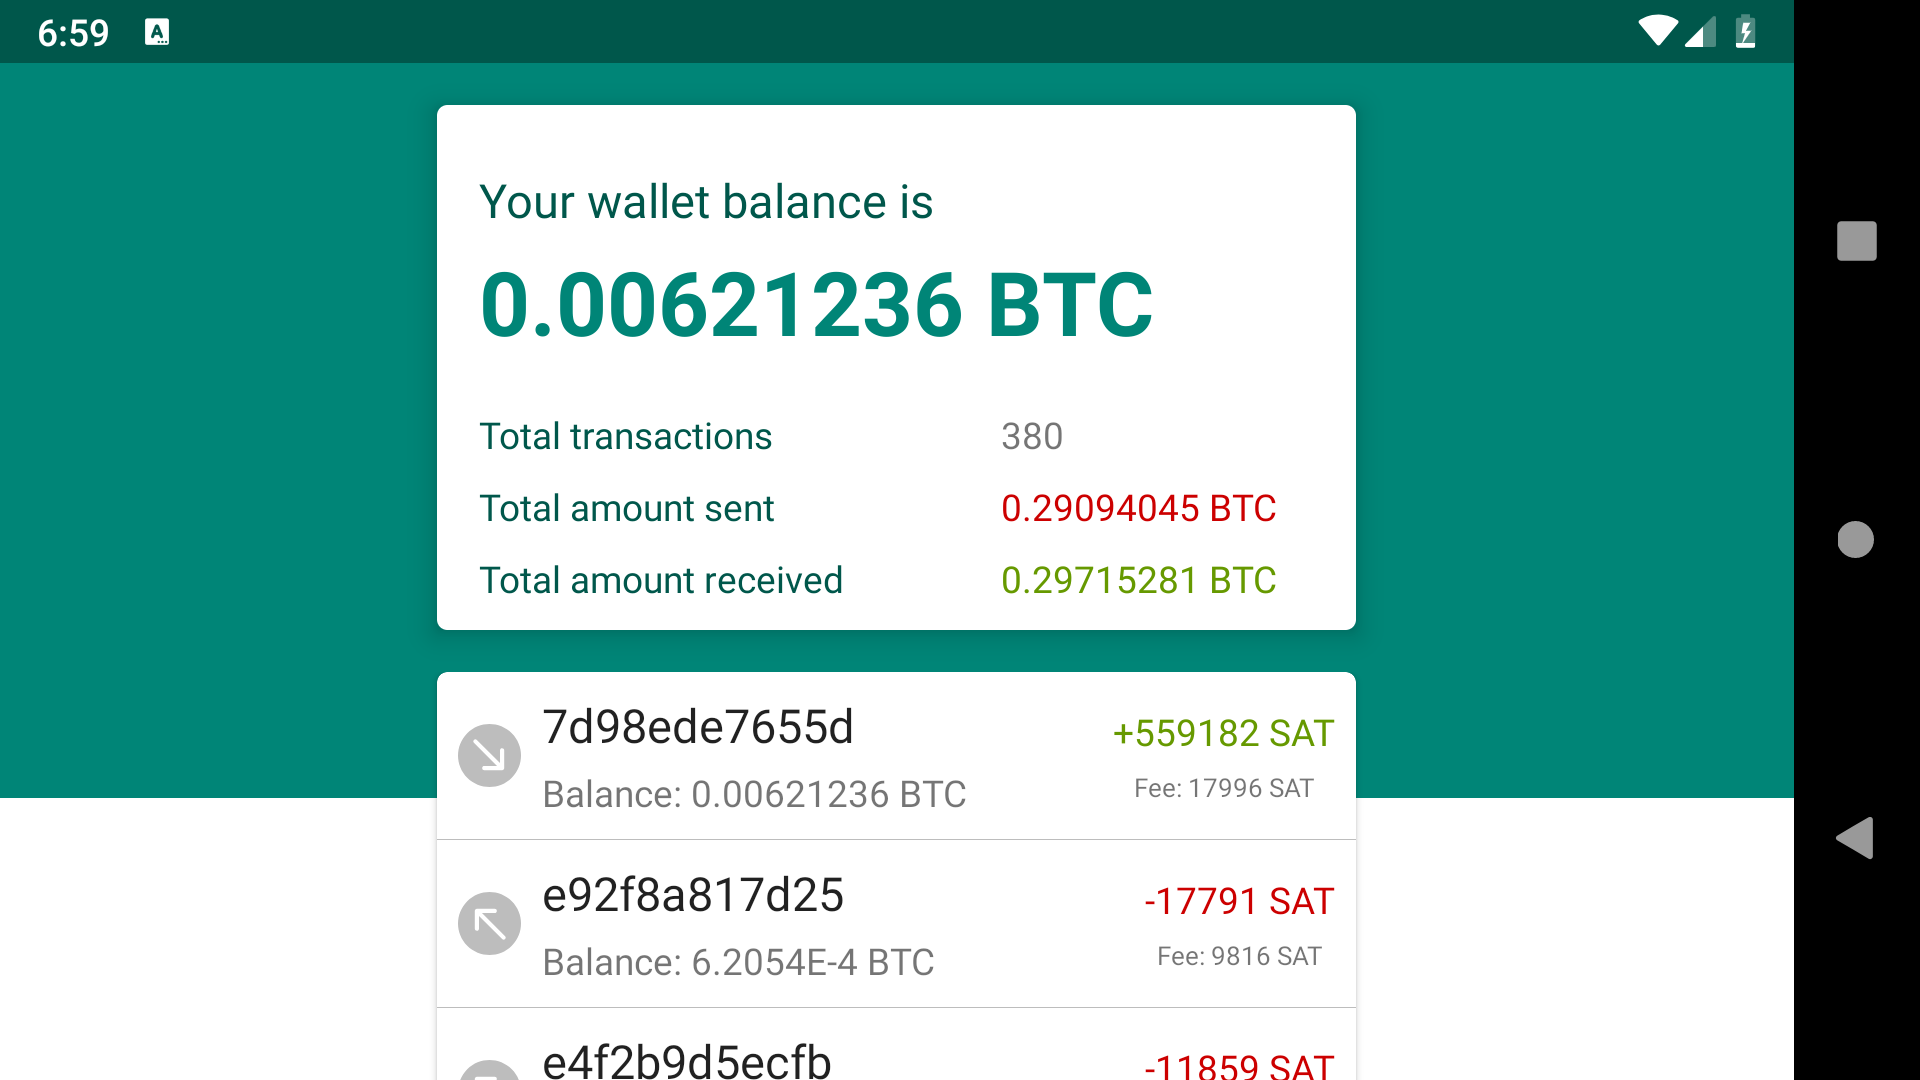 6:59
Your wallet balance is
0.00621236 BTC
Total transactions 380
Total amount sent 0.29094045 BTC
Total amount received 0.29715281 BTC
7d98ede7655d +559182 SAT
Balance: 0.00621236 BTC Fee: 17996 SAT
e92f8a817d25 -17791 SAT
Balance: 6.2054E-4 BTC Fee: 9816 SAT
e4f2b9d5ecfb -11859 SAT